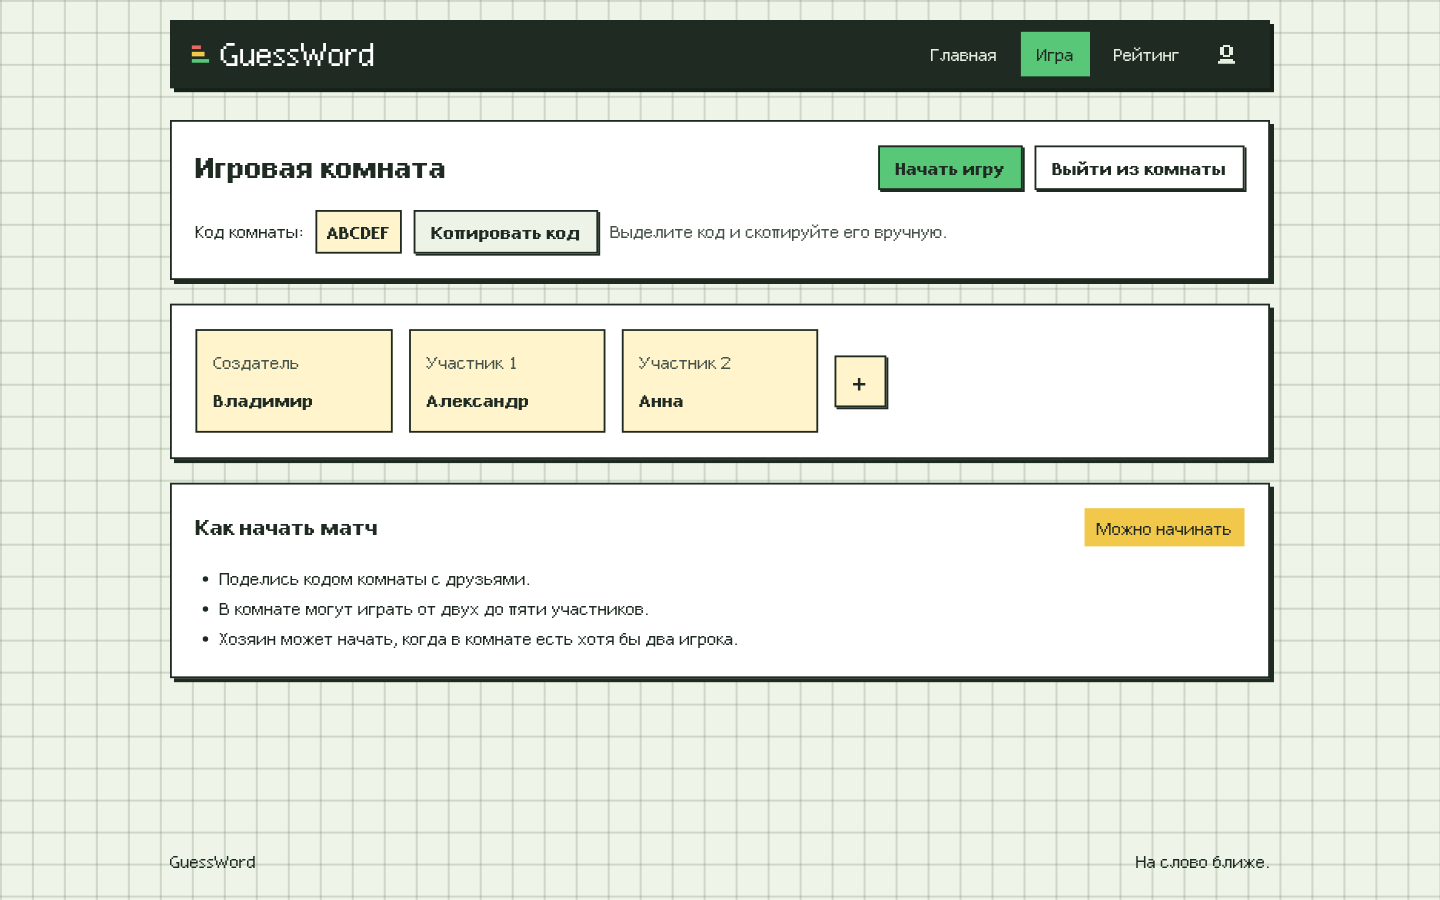 GuessWord Главная Игра Рейтинг
Игровая комната Начать игру Выйти из комнаты
Код комнаты: ABCDEF Копировать код Выделите код и скопируйте его вручную.
Создатель Участник 1 Участник 2
Владимир Александр Анна +
Как начать матч Можно начинать
• Поделись кодом комнаты с друзьями.
• В комнате могут играть от двух до пяти участников.
• Хозяин может начать, когда в комнате есть хотя бы два игрока.
GuessWord На слово ближе.